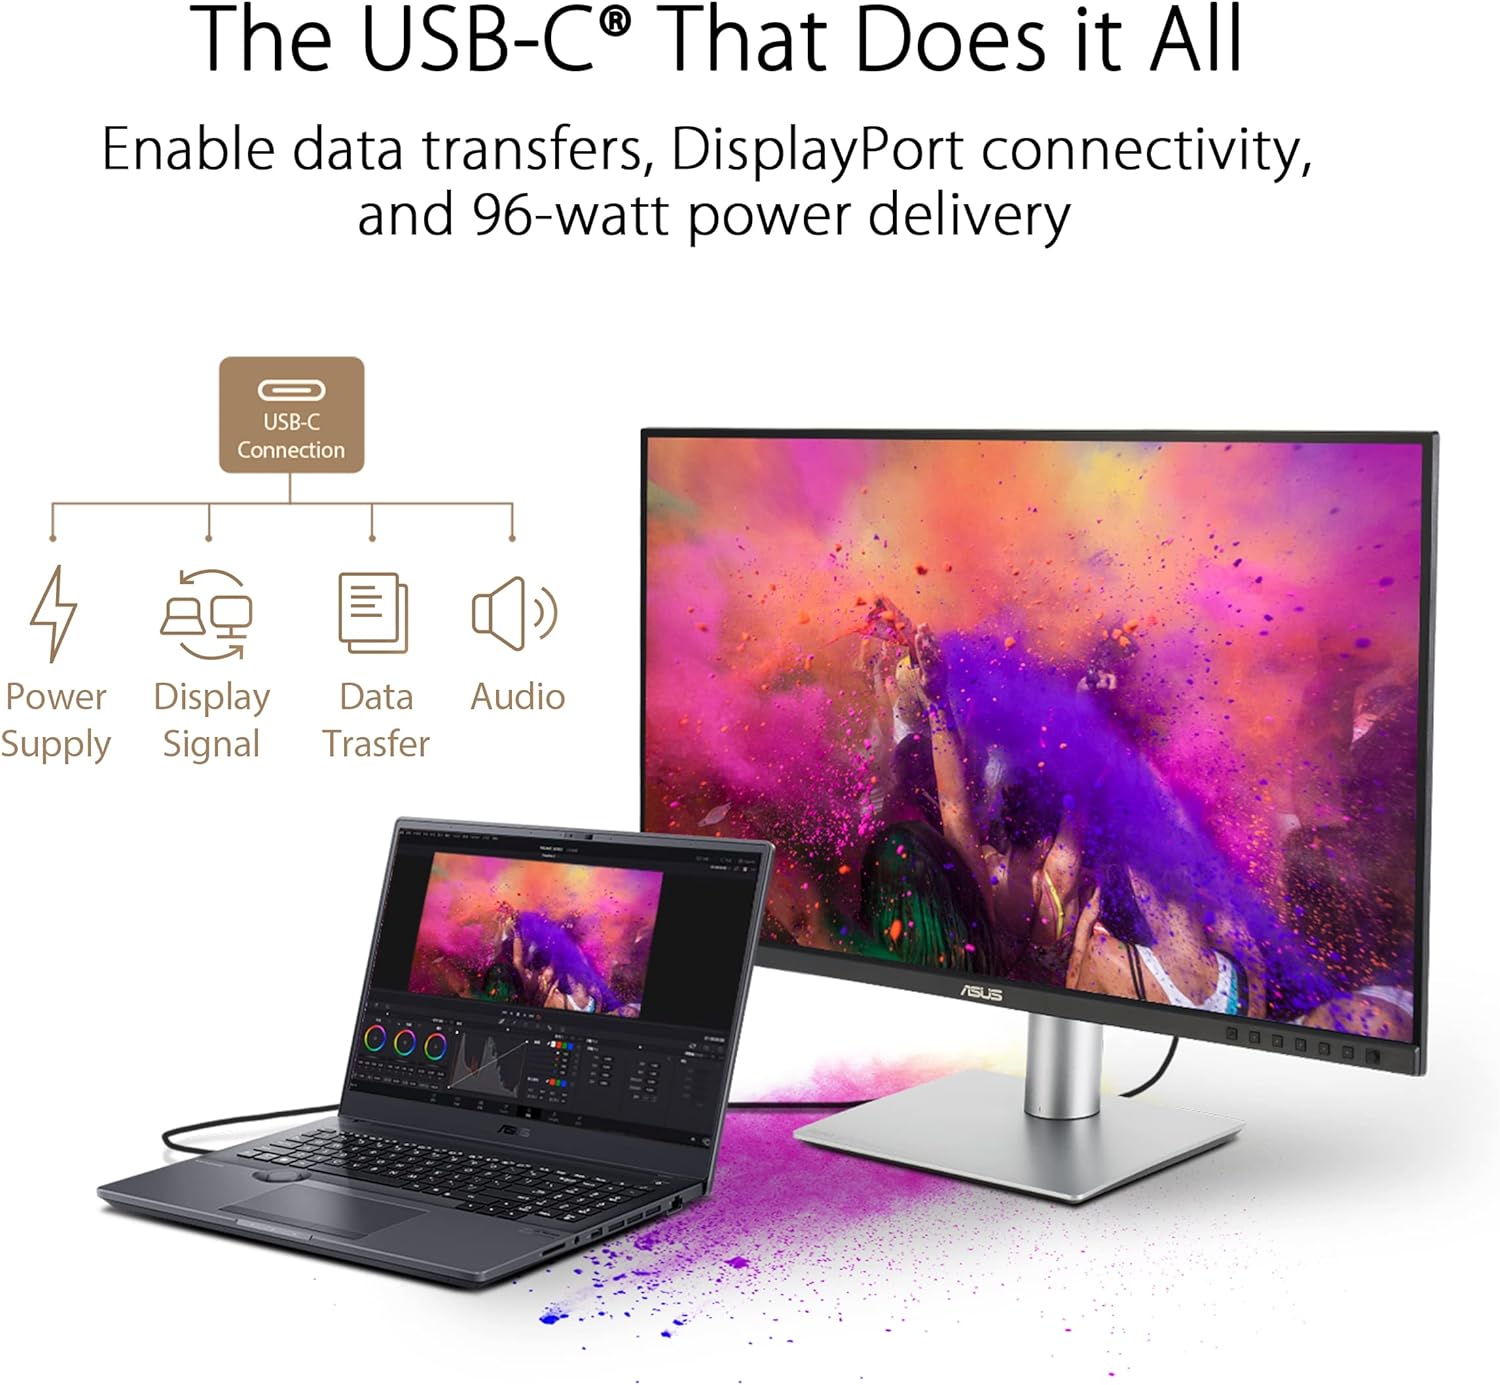 The USB-C® That Does it All
Enable data transfers, DisplayPort connectivity,
and 96-watt power delivery
USB-C
Connection
Power
Supply
Display
Signal
Data
Trasfer
Audio
ASUS
ASUS